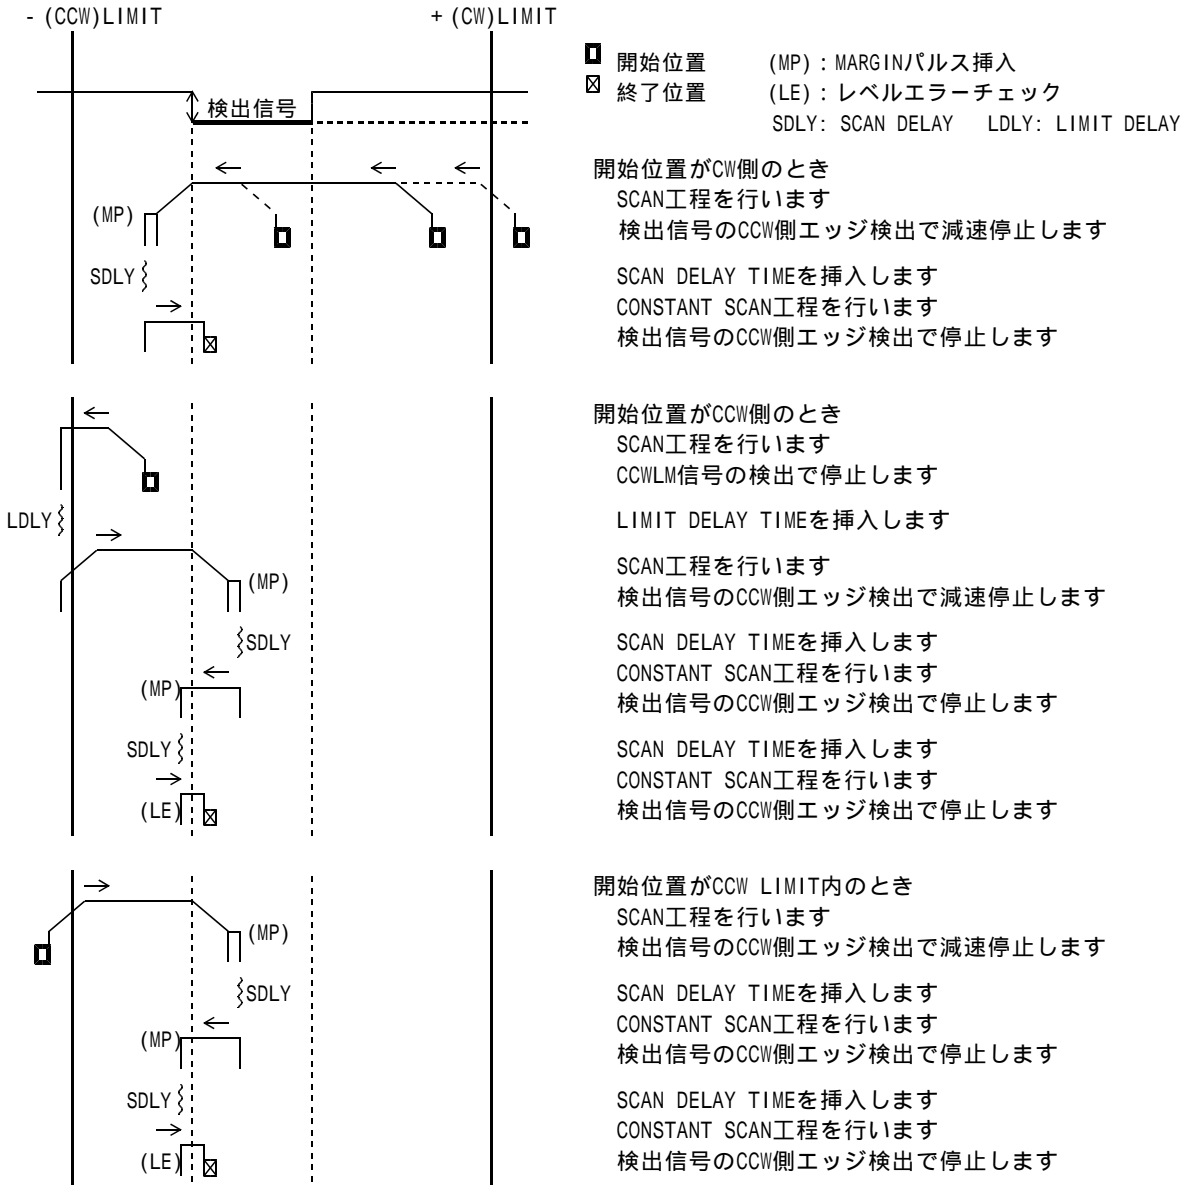 - (CCW)LIMIT
+ (CW)LIMIT
検出信号
開始位置 (MP) : MARGINパルス挿入
終了位置 (LE) : レベルエラーチェック
SDLY: SCAN DELAY LDLY: LIMIT DELAY
開始位置がCW側のとき
SCAN工程を行います
(MP)
検出信号のCCW側エッジ検出で減速停止します
SDLY
SCAN DELAY TIMEを挿入します
CONSTANT SCAN工程を行います
検出信号のCCW側エッジ検出で停止します
開始位置がCCW側のとき
SCAN工程を行います
CCWLM信号の検出で停止します
LDLY
LIMIT DELAY TIMEを挿入します
SCAN工程を行います
(MP)
検出信号のCCW側エッジ検出で減速停止します
SDLY
SCAN DELAY TIMEを挿入します
CONSTANT SCAN工程を行います
(MP)
検出信号のCCW側エッジ検出で停止します
SDLY
SCAN DELAY TIMEを挿入します
CONSTANT SCAN工程を行います
(LE)
検出信号のCCW側エッジ検出で停止します
開始位置がCCW LIMIT内のとき
SCAN工程を行います
(MP)
検出信号のCCW側エッジ検出で減速停止します
SDLY
SCAN DELAY TIMEを挿入します
CONSTANT SCAN工程を行います
(MP)
検出信号のCCW側エッジ検出で停止します
SDLY
SCAN DELAY TIMEを挿入します
CONSTANT SCAN工程を行います
(LE)
検出信号のCCW側エッジ検出で停止します